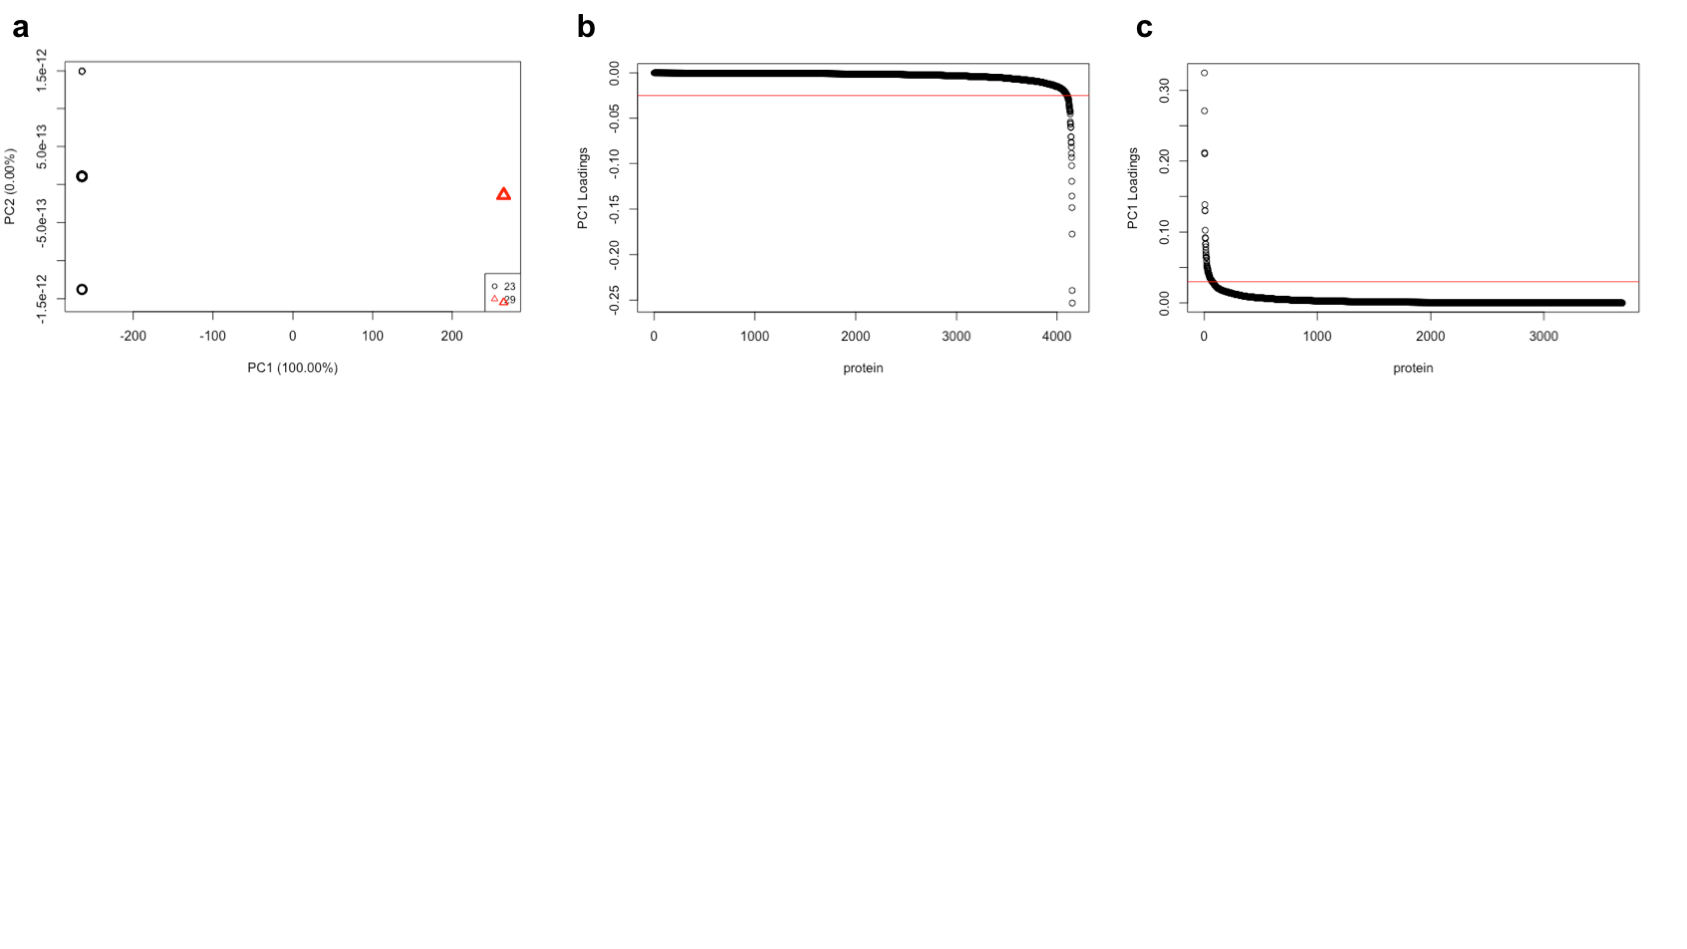 a
PC2 (0.00%)
1.5e-12
5.0e-13
-5.0e-13
-1.5e-12
23
29
-200 -100 0 100 200
PC1 (100.00%)
b
PC1 Loadings
0.00
-0.05
-0.10
-0.15
-0.20
-0.25
0 1000 2000 3000 4000
protein
c
PC1 Loadings
0.30
0.20
0.10
0.00
0 1000 2000 3000
protein